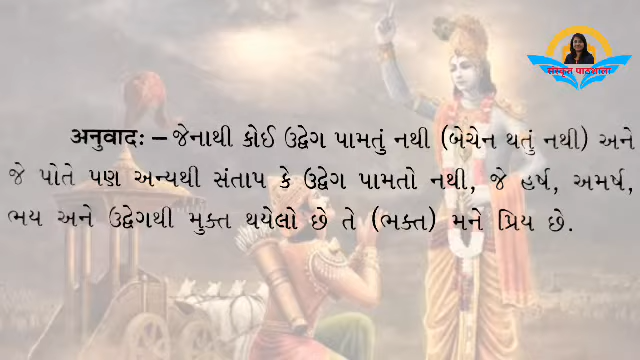 संस्कृत पाठशाला
अनुवादः – જેનાથી કોઈ ઉદ્વેગ પામતું નથી (બેચેન થતું નથી) અને
જે પોતે પણ અન્યથી સંતાપ કે ઉદ્વેગ પામતો નથી, જે હર્ષ, અમર્ષ,
ભય અને ઉદ્વેગથી મુક્ત થયેલો છે તે (ભક્ત) મને પ્રિય છે.